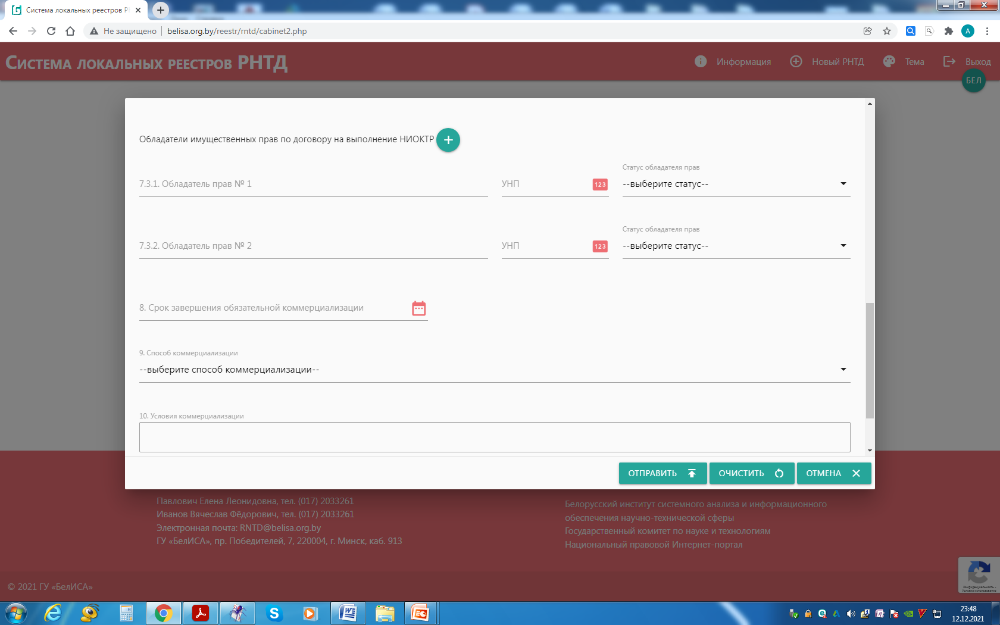 Система локальных реестров РН
Не защищено
belisa.org.by/reestr/rntd/cabinet2.php
A
Система локальных реестров РНТД
Информация
Новый РНТД
Тема
Выход
БЕЛ
Обладатели имущественных прав по договору на выполнение НИОКТР
7.3.1. Обладатель прав № 1
УНП
123
Статус обладателя прав
--выберите статус--
7.3.2. Обладатель прав № 2
УНП
123
Статус обладателя прав
--выберите статус--
8. Срок завершения обязательной коммерциализации
9. Способ коммерциализации
--выберите способ коммерциализации--
10. Условия коммерциализации
ОТПРАВИТЬ
ОЧИСТИТЬ
ОТМЕНА
Павлович Елена Леонидовна, тел. (017) 2033261
Иванов Вячеслав Фёдорович, тел. (017) 2033261
Электронная почта: RNTD@belisa.org.by
ГУ «БелИСА», пр. Победителей, 7, 220004, г. Минск, каб. 913
Белорусский институт системного анализа и информационного
обеспечения научно-технической сферы
Государственный комитет по науке и технологиям
Национальный правовой Интернет-портал
Конфиденциальность -
Условия использования
© 2021 ГУ «БелИСА»
23:48
12.12.2021